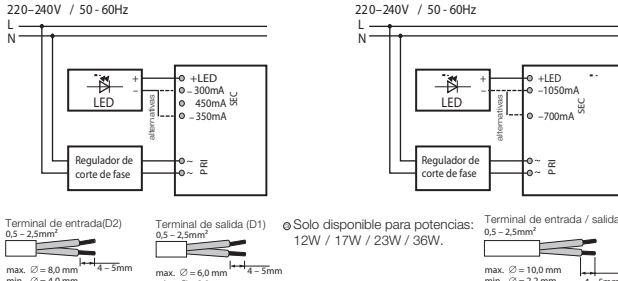 220–240V / 50 - 60Hz
L
N
+
–
LED
+LED
– 300mA
450mA
– 350mA
SEC
alternativas
Regulador de
corte de fase
~
~
PRI
220–240V / 50 - 60Hz
L
N
+
–
LED
+LED
–1050mA
–700mA
SEC
alternativas
Regulador de
corte de fase
~
~
PRI
Terminal de entrada(D2)
0,5 – 2,5mm²
max. ∅ = 8,0 mm
4 – 5mm
Terminal de salida (D1)
0,5 – 2,5mm²
max. ∅ = 6,0 mm
4 – 5mm
Solo disponible para potencias:
12W / 17W / 23W / 36W.
Terminal de entrada / salida
0,5 – 2,5mm²
max. ∅ = 10,0 mm